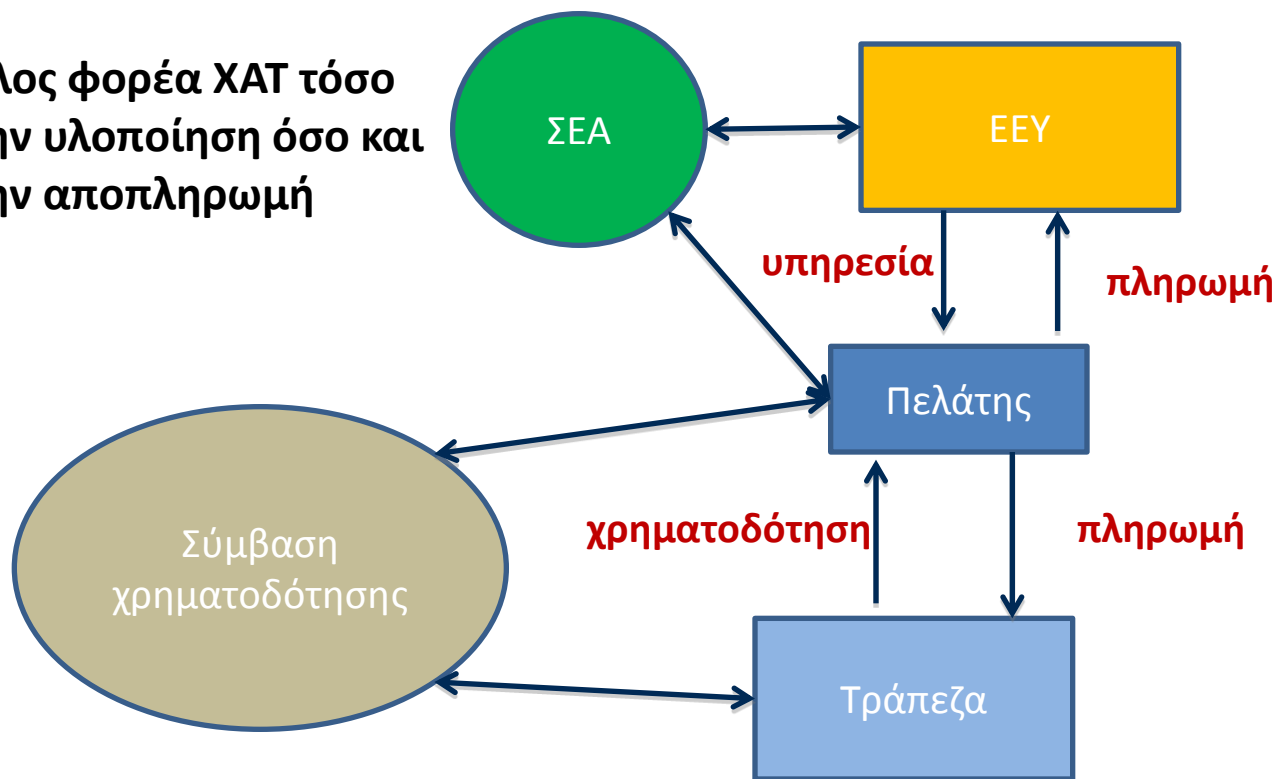 λος φορέα ΧΑΤ τόσο
ην υλοποίηση όσο και
ην αποπληρωμή
ΣΕΑ
ΕΕΥ
υπηρεσία
πληρωμή
Πελάτης
χρηματοδότηση
πληρωμή
Σύμβαση
χρηματοδότησης
Τράπεζα